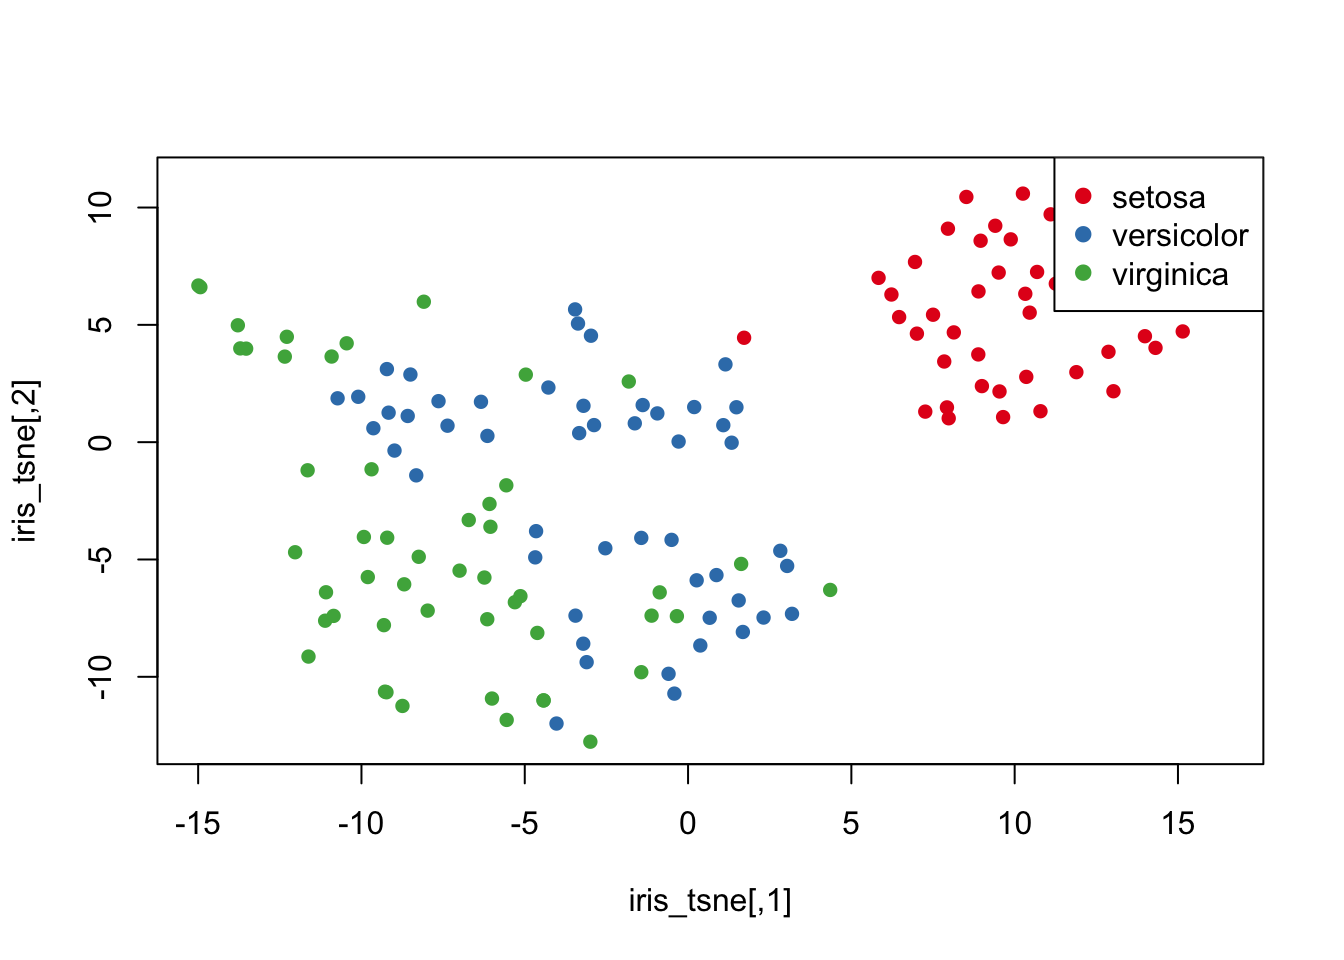 setosa
versicolor
virginica
10
5
0
-5
-10
iris_tsne[,2]
-15 -10 -5 0 5 10 15
iris_tsne[,1]